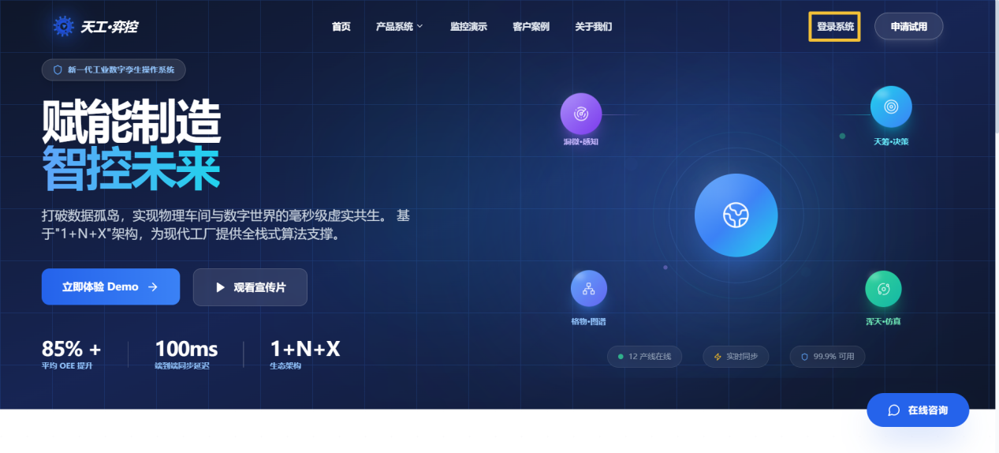 天工·弈控
首页
产品系统
监控演示
客户案例
关于我们
登录系统
申请试用
新一代工业数字孪生操作系统
赋能制造
智控未来
打破数据孤岛，实现物理车间与数字世界的毫秒级虚实共生。 基
于"1+N+X"架构，为现代工厂提供全栈式算法支撑。
立即体验 Demo
观看宣传片
85% +
平均 OEE 提升
100ms
端到端同步延迟
1+N+X
生态架构
洞微•感知
天筹•决策
格物•图谱
浑天•仿真
12 产线在线
实时同步
99.9% 可用
在线咨询